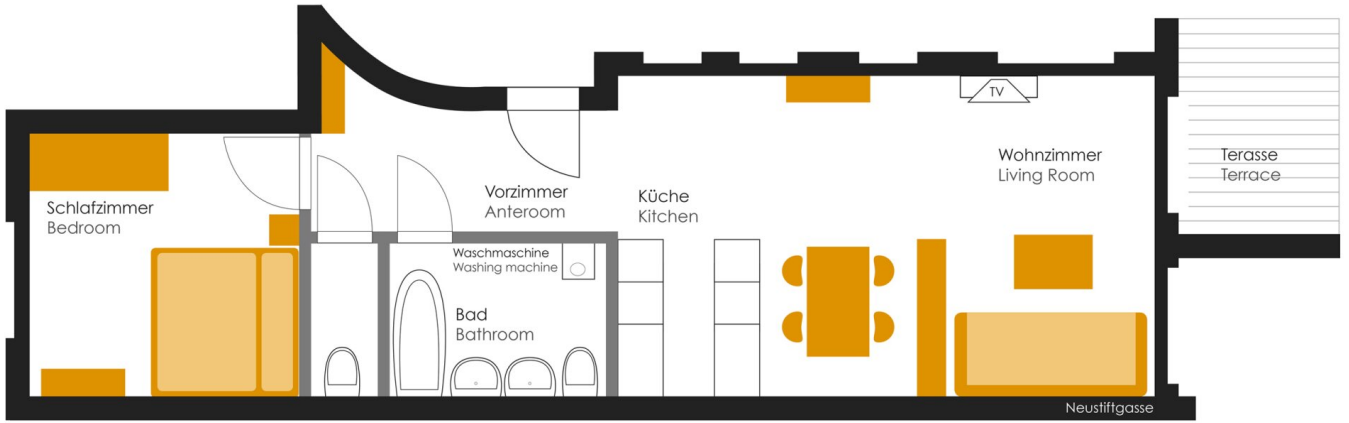 Schlafzimmer
Bedroom
Vorzimmer
Anteroom
Waschmaschine
Washing machine
Bad
Bathroom
Küche
Kitchen
TV
Wohnzimmer
Living Room
Terasse
Terrace
Neustiftgasse